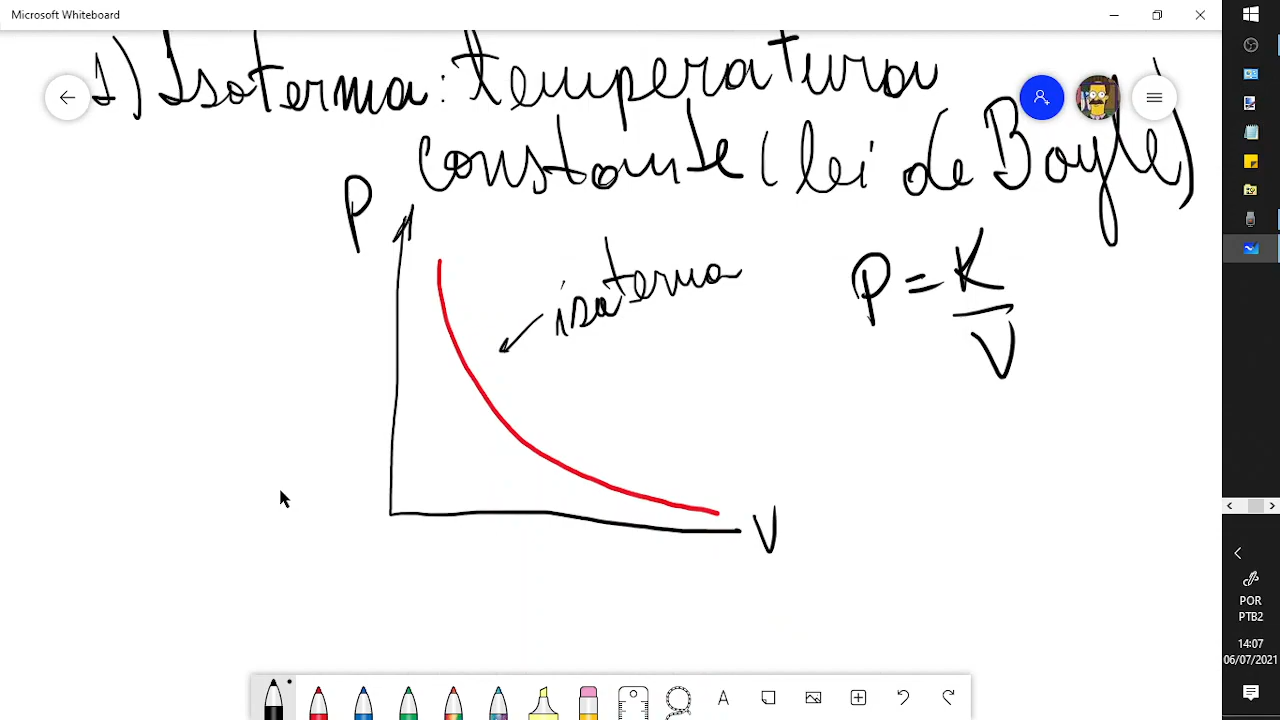 Microsoft Whiteboard
1) Isoterma: temperatura
constante (lei de Boyle)
P
isoterma
P = K
V
V
A
POR
PTB2
14:07
06/07/2021